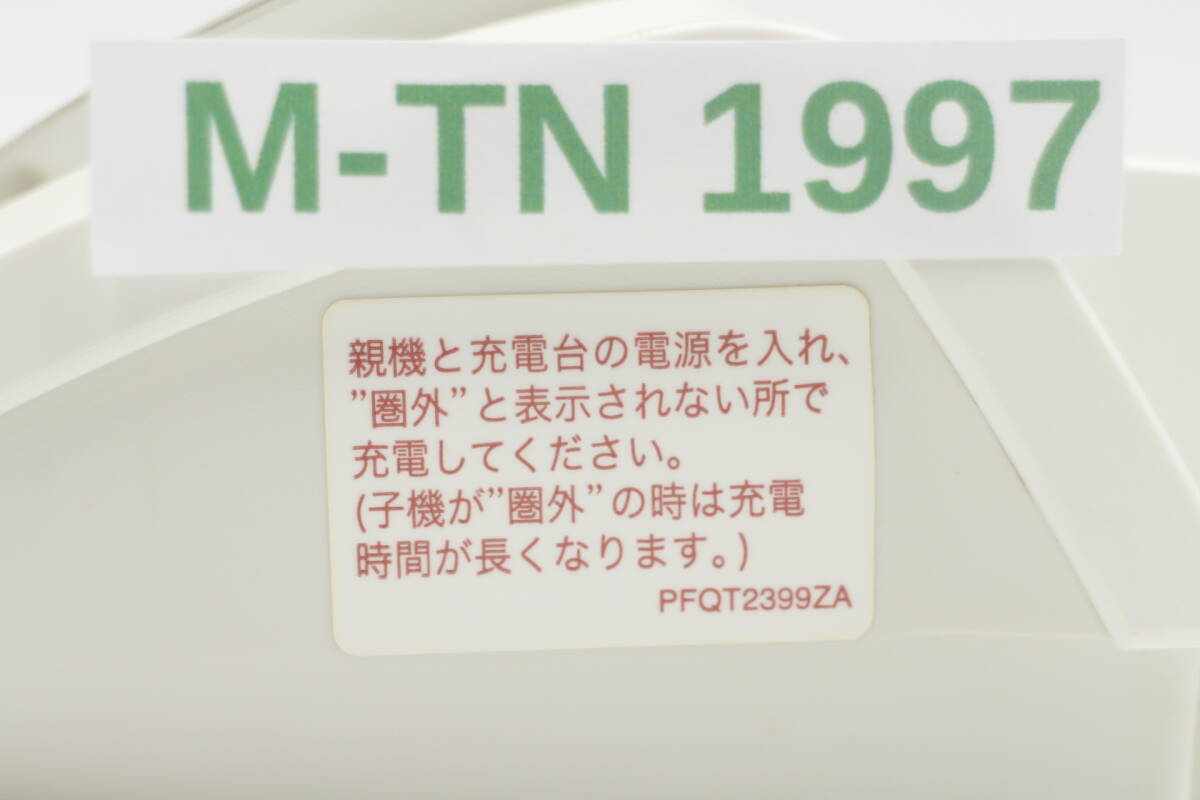 M-TN 1997
親機と充電台の電源を入れ、
”圏外”と表示されない所で
充電してください。
(子機が”圏外”の時は充電
時間が長くなります。)
PFQT2399ZA